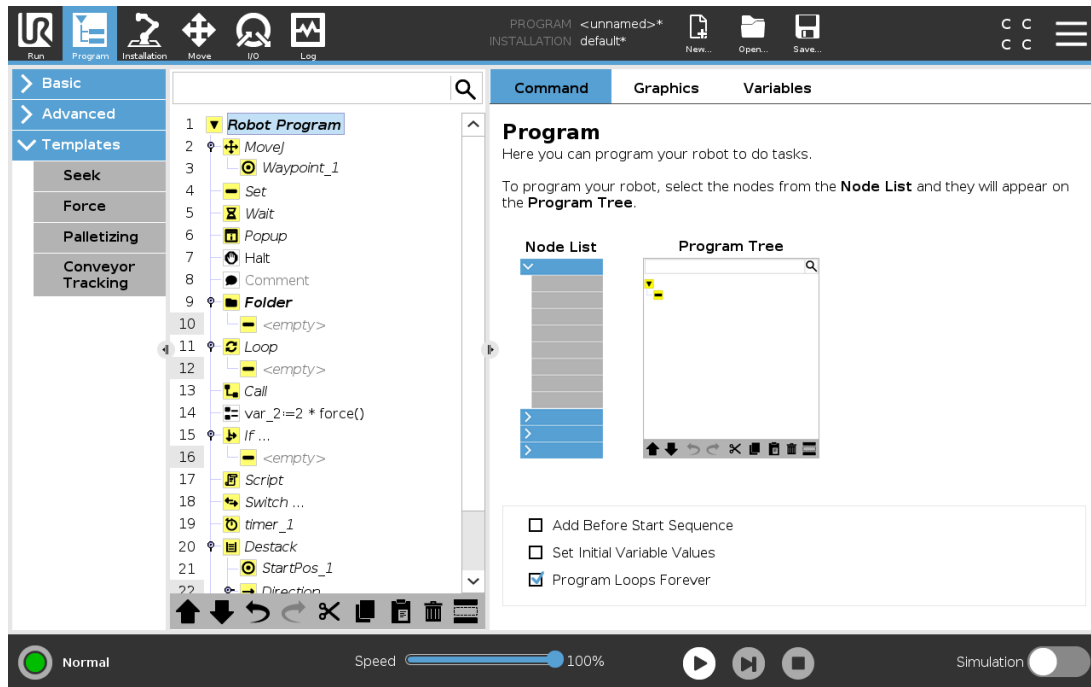 PROGRAM <unnamed>*
INSTALLATION default*
Run Program Installation Move I/O Log
New... Open... Save...
C C
C C
Basic
Advanced
Templates
Seek
Force
Palletizing
Conveyor
Tracking
1 Robot Program
2 MoveJ
3 Waypoint_1
4 Set
5 Wait
6 Popup
7 Halt
8 Comment
9 Folder
10 <empty>
11 Loop
12 <empty>
13 Call
14 var_2:=2 * force()
15 If ...
16 <empty>
17 Script
18 Switch ...
19 timer_1
20 Destack
21 StartPos_1
22 Direction
Command Graphics Variables
Program
Here you can program your robot to do tasks.
To program your robot, select the nodes from the Node List and they will appear on
the Program Tree.
Node List Program Tree
Add Before Start Sequence
Set Initial Variable Values
Program Loops Forever
Normal
Speed 100%
Simulation